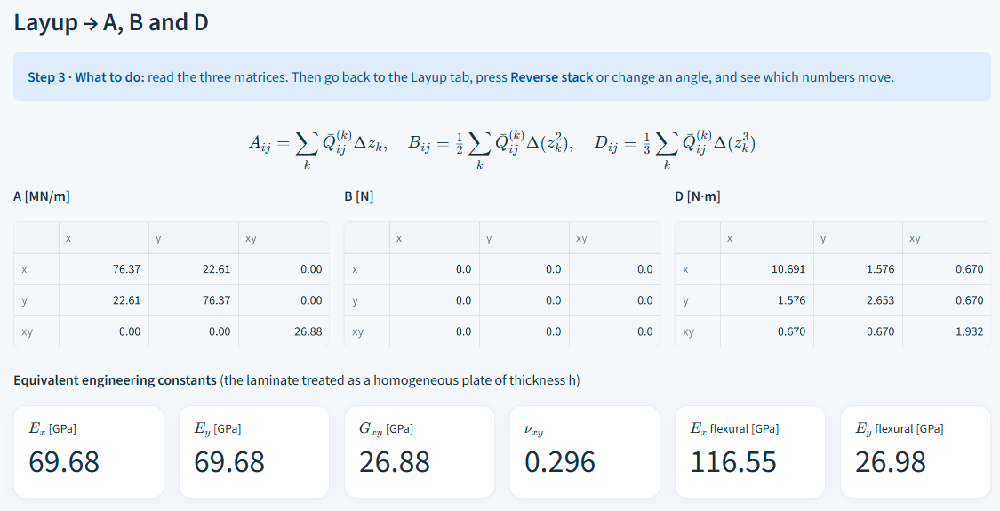 Layup → A, B and D
Step 3 · What to do: read the three matrices. Then go back to the Layup tab, press Reverse stack or change an angle, and see which numbers move.
A_{ij} = \sum_k \bar{Q}_{ij}^{(k)} \Delta z_k, B_{ij} = \frac{1}{2} \sum_k \bar{Q}_{ij}^{(k)} \Delta(z_k^2), D_{ij} = \frac{1}{3} \sum_k \bar{Q}_{ij}^{(k)} \Delta(z_k^3)
A [MN/m] B [N] D [N·m]
x y xy x y xy x y xy
x 76.37 22.61 0.00 x 0.0 0.0 0.0 x 10.691 1.576 0.670
y 22.61 76.37 0.00 y 0.0 0.0 0.0 y 1.576 2.653 0.670
xy 0.00 0.00 26.88 xy 0.0 0.0 0.0 xy 0.670 0.670 1.932
Equivalent engineering constants (the laminate treated as a homogeneous plate of thickness h)
E_x [GPa] E_y [GPa] G_{xy} [GPa] ν_{xy} E_x flexural [GPa] E_y flexural [GPa]
69.68 69.68 26.88 0.296 116.55 26.98